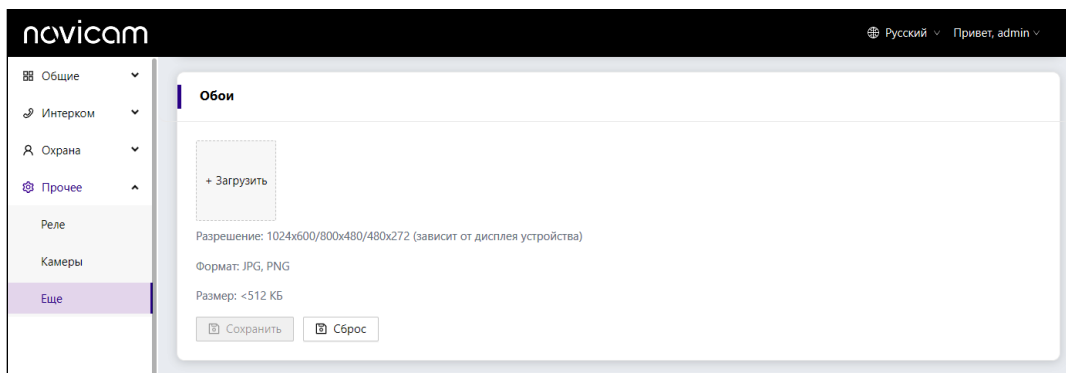 novicam
Русский Привет, admin
Общие
Интерком
Охрана
Прочее
Реле
Камеры
Еще
Обои
+ Загрузить
Разрешение: 1024x600/800x480/480x272 (зависит от дисплея устройства)
Формат: JPG, PNG
Размер: <512 КБ
Сохранить Сброс